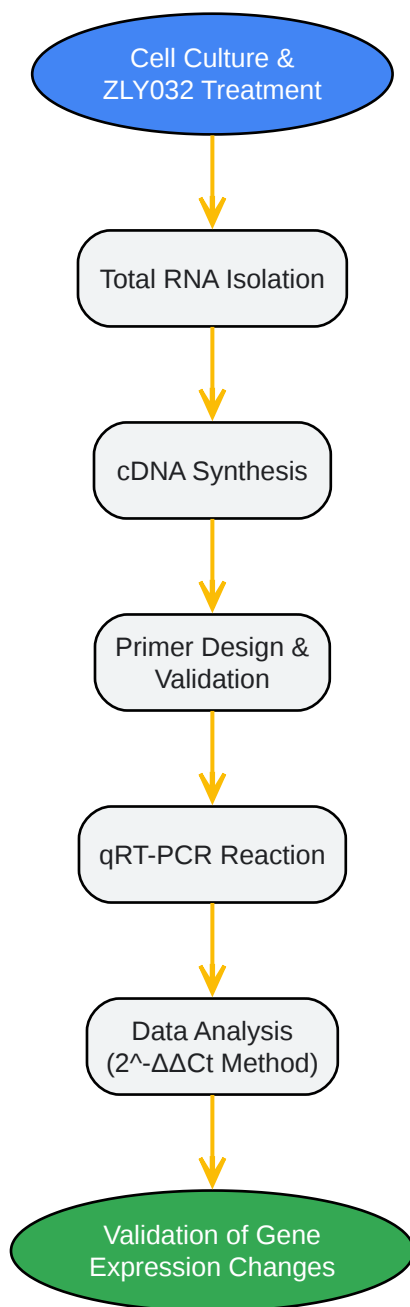 Cell Culture &
ZLY032 Treatment
Total RNA Isolation
cDNA Synthesis
Primer Design &
Validation
qRT-PCR Reaction
Data Analysis
(2^-ΔΔCt Method)
Validation of Gene
Expression Changes